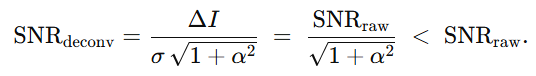 SNR_deconv = ΔI / (σ √(1 + α²)) = SNR_raw / √(1 + α²) < SNR_raw.